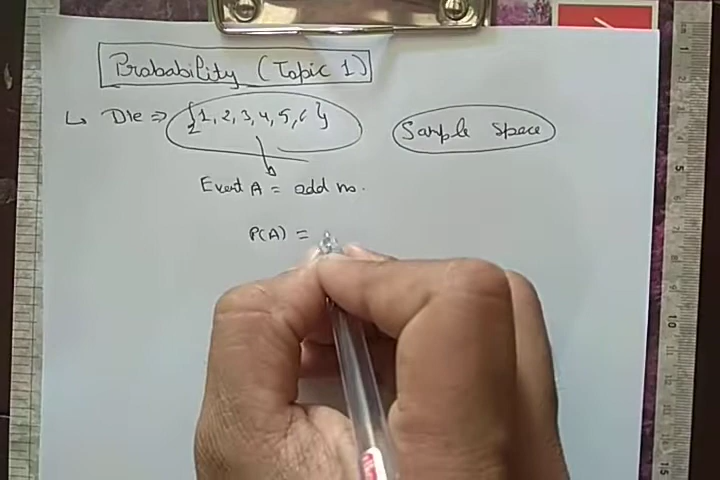 Probability (Topic 1)
↳ Die ⇒ {1, 2, 3, 4, 5, 6} Sample space
Event A = odd no.
P(A) =